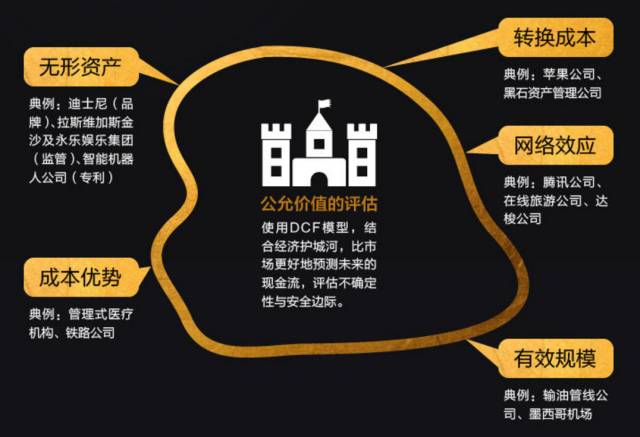 无形资产
典例：迪士尼（品
牌）、拉斯维加斯金
沙及永乐娱乐集团
（监管）、智能机器
人公司（专利）
成本优势
典例：管理式医疗
机构、铁路公司
公允价值的评估
使用DCF模型，结
合经济护城河，比市
场更好地预测未来的
现金流，评估不确定
性与安全边际。
转换成本
典例：苹果公司、
黑石资产管理公司
网络效应
典例：腾讯公司、
在线旅游公司、达
梭公司
有效规模
典例：输油管线公
司、墨西哥机场